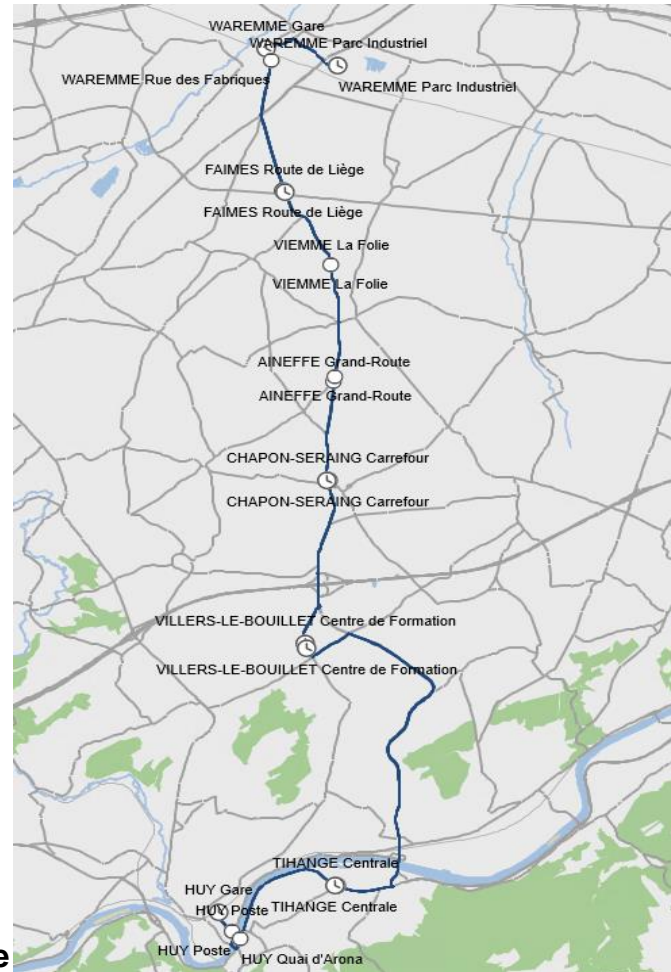 WAREMME Gare
WAREMME Parc Industriel
WAREMME Rue des Fabriques
WAREMME Parc Industriel
FAIMES Route de Liège
FAIMES Route de Liège
VIEMME La Folie
VIEMME La Folie
AINEFFE Grand-Route
AINEFFE Grand-Route
CHAPON-SERAING Carrefour
CHAPON-SERAING Carrefour
VILLERS-LE-BOUILLET Centre de Formation
VILLERS-LE-BOUILLET Centre de Formation
TIHANGE Centrale
HUY Gare
TIHANGE Centrale
HUY Poste
HUY Poste
HUY Quai d'Arona
e